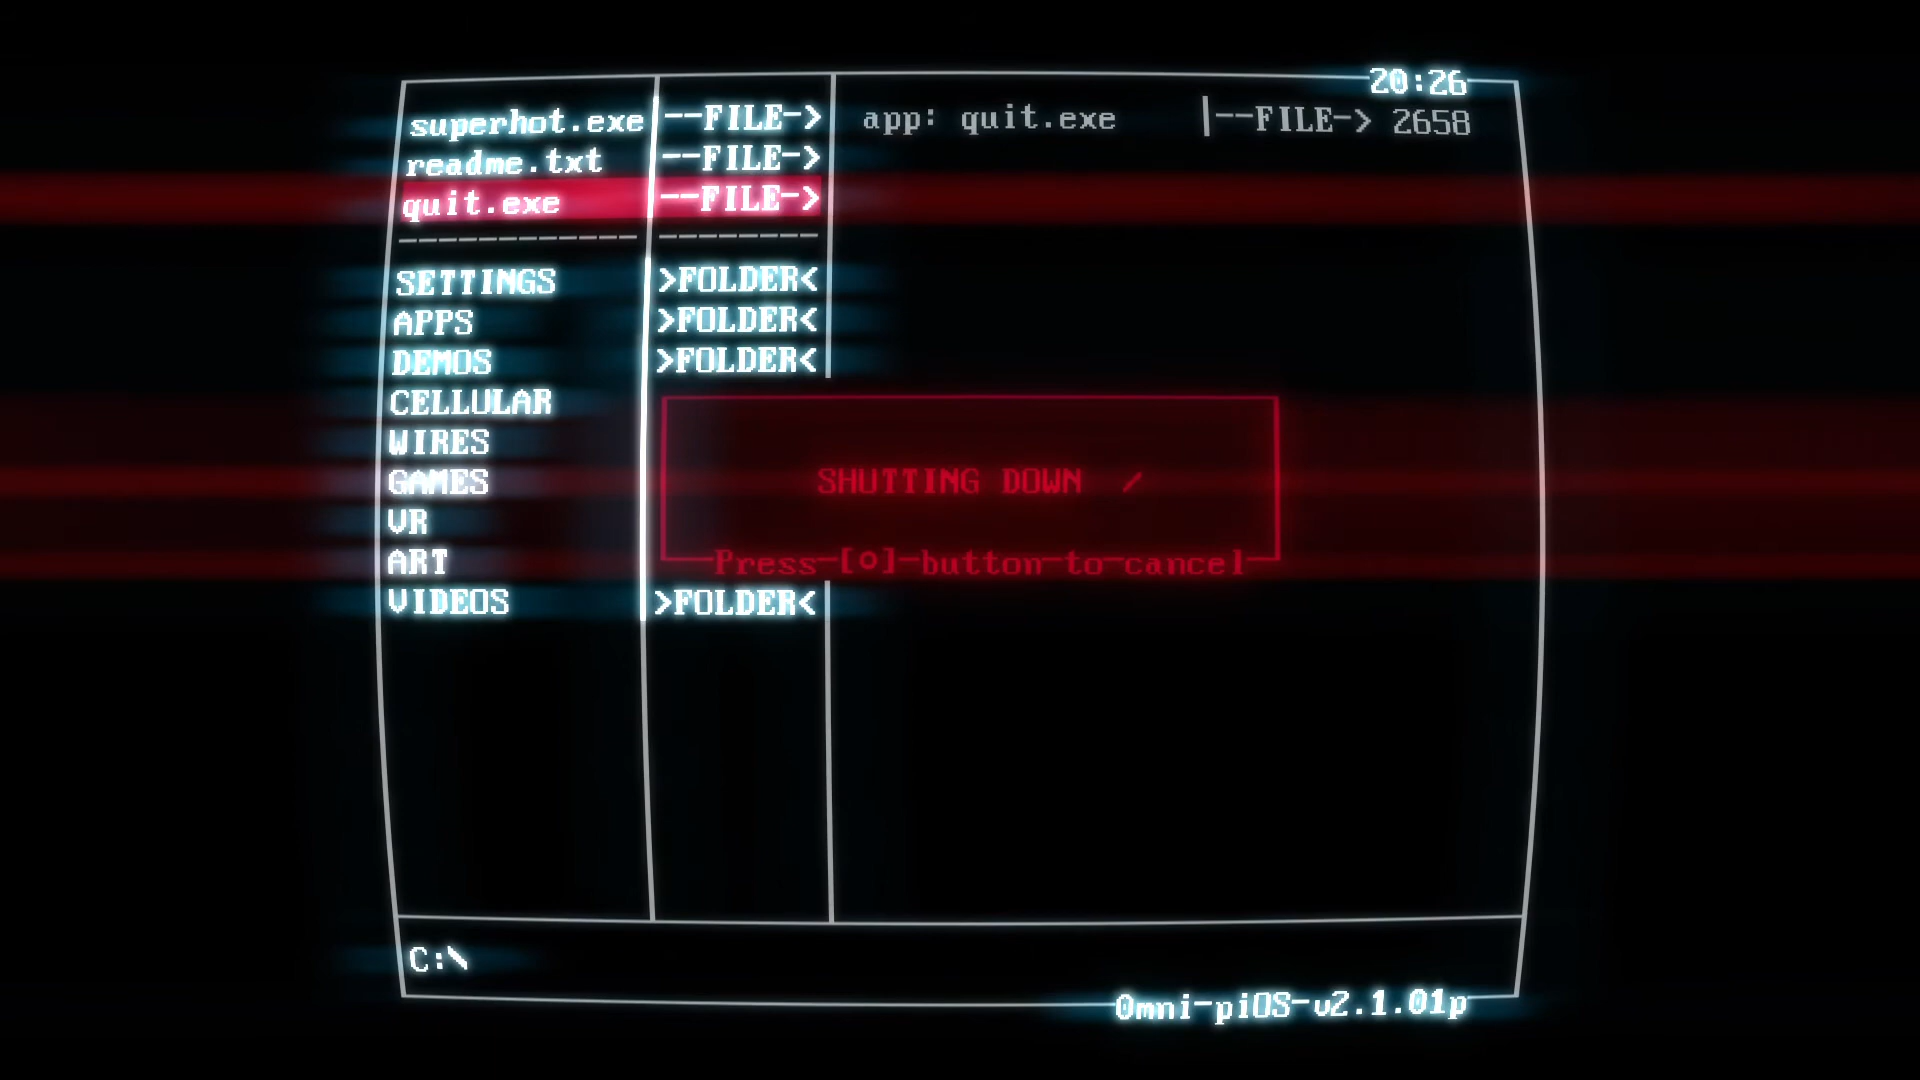 20:26
superhot.exe |--FILE-> app: quit.exe |--FILE-> 2658
readme.txt --FILE->
quit.exe --FILE->
SETTINGS >FOLDER<
APPS >FOLDER<
DEMOS >FOLDER<
CELLULAR
WIRES
GAMES
SHUTTING DOWN /
VR
ART
Press-[O]-button-to-cancel
VIDEOS >FOLDER<
C:\
0mni-piOS-v2.1.01p